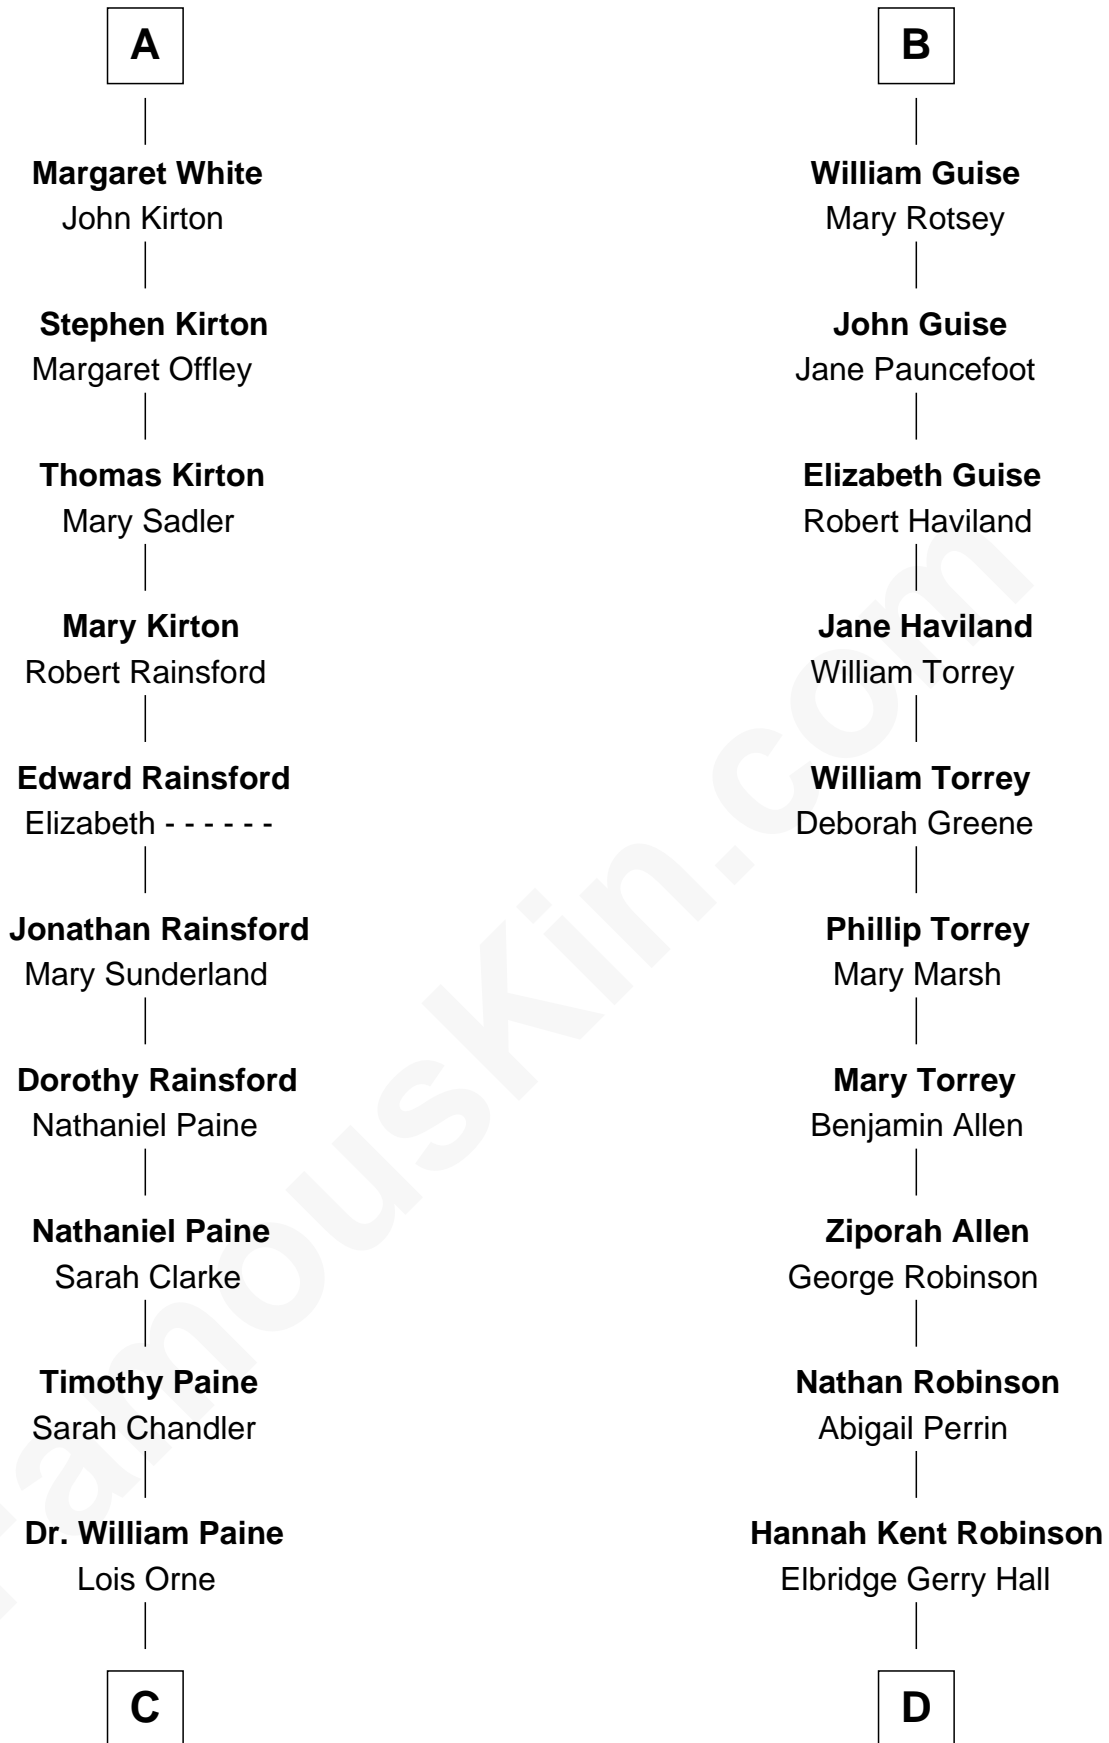 A
Margaret White
John Kirton
Stephen Kirton
Margaret Offley
Thomas Kirton
Mary Sadler
Mary Kirton
Robert Rainsford
Edward Rainsford
Elizabeth - - - - - -
Jonathan Rainsford
Mary Sunderland
Dorothy Rainsford
Nathaniel Paine
Nathaniel Paine
Sarah Clarke
Timothy Paine
Sarah Chandler
Dr. William Paine
Lois Orne
C
B
William Guise
Mary Rotsey
John Guise
Jane Pauncefoot
Elizabeth Guise
Robert Haviland
Jane Haviland
William Torrey
William Torrey
Deborah Greene
Phillip Torrey
Mary Marsh
Mary Torrey
Benjamin Allen
Ziporah Allen
George Robinson
Nathan Robinson
Abigail Perrin
Hannah Kent Robinson
Elbridge Gerry Hall
D
FamousKin.com